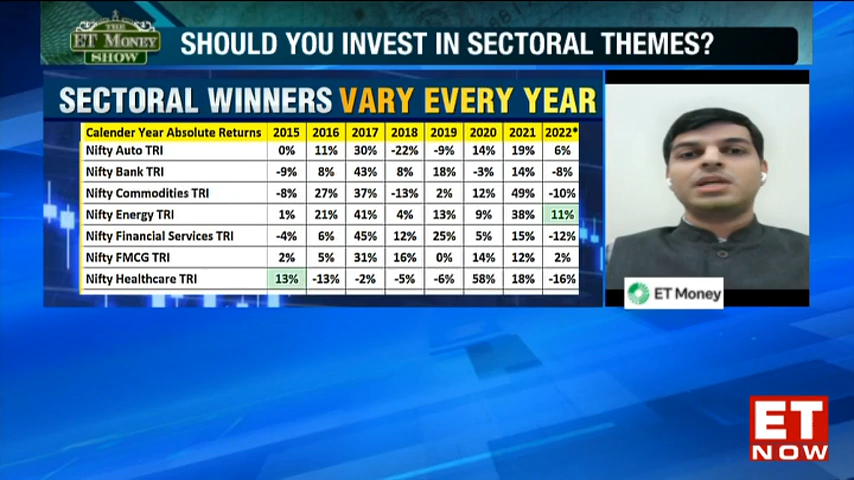 THE
ET MONEY
SHOW
SHOULD YOU INVEST IN SECTORAL THEMES?
SECTORAL WINNERS VARY EVERY YEAR
Calender Year Absolute Returns 2015 2016 2017 2018 2019 2020 2021 2022*
Nifty Auto TRI 0% 11% 30% -22% -9% 14% 19% 6%
Nifty Bank TRI -9% 8% 43% 8% 18% -3% 14% -8%
Nifty Commodities TRI -8% 27% 37% -13% 2% 12% 49% -10%
Nifty Energy TRI 1% 21% 41% 4% 13% 9% 38% 11%
Nifty Financial Services TRI -4% 6% 45% 12% 25% 5% 15% -12%
Nifty FMCG TRI 2% 5% 31% 16% 0% 14% 12% 2%
Nifty Healthcare TRI 13% -13% -2% -5% -6% 58% 18% -16%
ET Money
ET
NOW